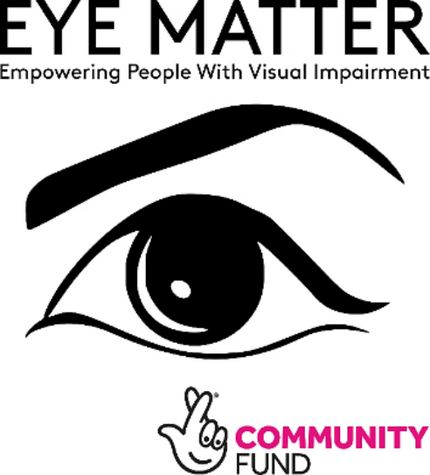 EYE MATTER
Empowering People With Visual Impairment
COMMUNITY
FUND